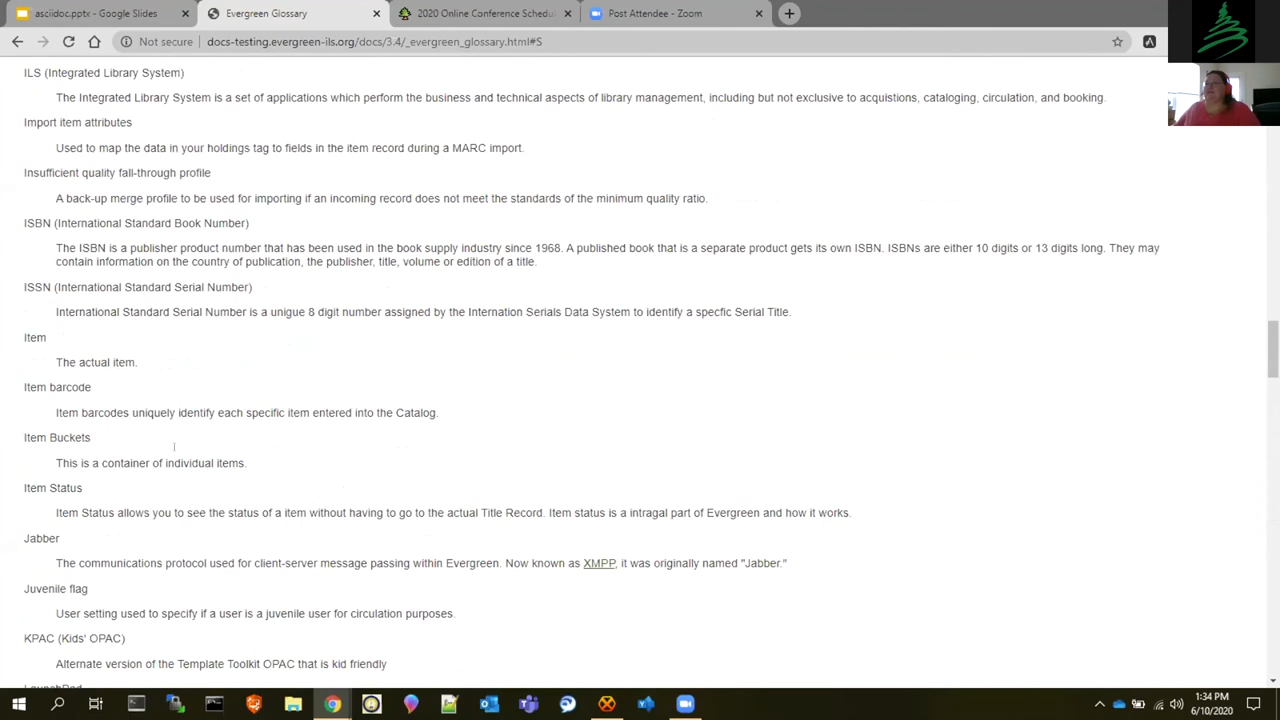 asciidoc.pptx - Google Slides
Evergreen Glossary
2020 Online Conference Schedu
Post Attendee - Zoom
Not secure
docs-testing.evergreen-ils.org/docs/3.4/_evergreen_glossary.html#S
ILS (Integrated Library System)
The Integrated Library System is a set of applications which perform the business and technical aspects of library management, including but not exclusive to acquistions, cataloging, circulation, and booking.
Import item attributes
Used to map the data in your holdings tag to fields in the item record during a MARC import.
Insufficient quality fall-through profile
A back-up merge profile to be used for importing if an incoming record does not meet the standards of the minimum quality ratio.
ISBN (International Standard Book Number)
The ISBN is a publisher product number that has been used in the book supply industry since 1968. A published book that is a separate product gets its own ISBN. ISBNs are either 10 digits or 13 digits long. They may
contain information on the country of publication, the publisher, title, volume or edition of a title.
ISSN (International Standard Serial Number)
International Standard Serial Number is a unigue 8 digit number assigned by the Internation Serials Data System to identify a specfic Serial Title.
Item
The actual item.
Item barcode
Item barcodes uniquely identify each specific item entered into the Catalog.
Item Buckets
This is a container of individual items.
Item Status
Item Status allows you to see the status of a item without having to go to the actual Title Record. Item status is a intragal part of Evergreen and how it works.
Jabber
The communications protocol used for client-server message passing within Evergreen. Now known as XMPP, it was originally named "Jabber."
Juvenile flag
User setting used to specify if a user is a juvenile user for circulation purposes.
KPAC (Kids' OPAC)
Alternate version of the Template Toolkit OPAC that is kid friendly
LaunchPad
1:34 PM
6/10/2020